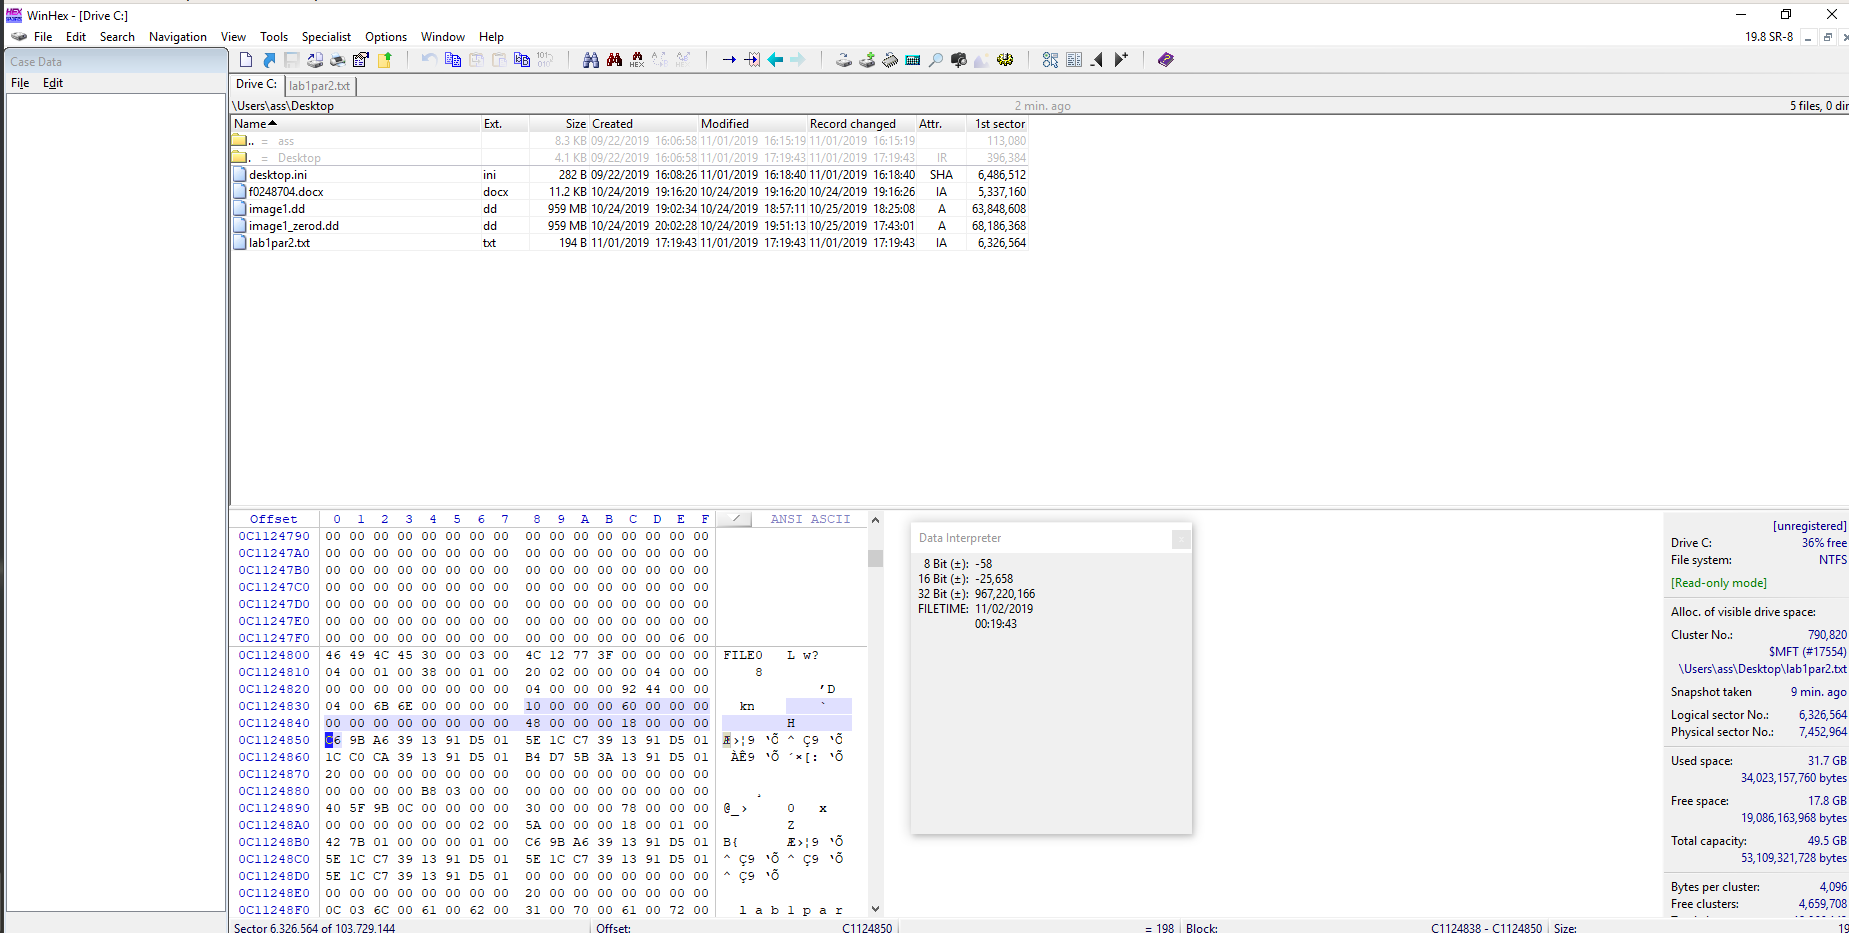 WinHex - [Drive C:]
File Edit Search Navigation View Tools Specialist Options Window Help 19.8 SR-8
Case Data
File Edit
Drive C: lab1par2.txt
\Users\ass\Desktop 2 min. ago 5 files, 0 dir
Name Ext. Size Created Modified Record changed Attr. 1st sector
.. = ass 8.3 KB 09/22/2019 16:06:58 11/01/2019 16:15:19 11/01/2019 16:15:19 113,080
. = Desktop 4.1 KB 09/22/2019 16:06:58 11/01/2019 17:19:43 11/01/2019 17:19:43 IR 396,384
desktop.ini ini 282 B 09/22/2019 16:08:26 11/01/2019 16:18:40 11/01/2019 16:18:40 SHA 6,486,512
f0248704.docx docx 11.2 KB 10/24/2019 19:16:20 10/24/2019 19:16:20 10/24/2019 19:16:26 IA 5,337,160
image1.dd dd 959 MB 10/24/2019 19:02:34 10/24/2019 18:57:11 10/25/2019 18:25:08 A 63,848,608
image1_zerod.dd dd 959 MB 10/24/2019 20:02:28 10/24/2019 19:51:13 10/25/2019 17:43:01 A 68,186,368
lab1par2.txt txt 194 B 11/01/2019 17:19:43 11/01/2019 17:19:43 11/01/2019 17:19:43 IA 6,326,564
Offset 0 1 2 3 4 5 6 7 8 9 A B C D E F ANSI ASCII
0C1124790 00 00 00 00 00 00 00 00 00 00 00 00 00 00 00 00
0C11247A0 00 00 00 00 00 00 00 00 00 00 00 00 00 00 00 00
0C11247B0 00 00 00 00 00 00 00 00 00 00 00 00 00 00 00 00
0C11247C0 00 00 00 00 00 00 00 00 00 00 00 00 00 00 00 00
0C11247D0 00 00 00 00 00 00 00 00 00 00 00 00 00 00 00 00
0C11247E0 00 00 00 00 00 00 00 00 00 00 00 00 00 00 00 00
0C11247F0 00 00 00 00 00 00 00 00 00 00 00 00 00 00 06 00
0C1124800 46 49 4C 45 30 00 03 00 4C 12 77 3F 00 00 00 00 FILE0 L w?
0C1124810 04 00 01 00 38 00 01 00 20 02 00 00 00 04 00 00 8
0C1124820 00 00 00 00 00 00 00 00 04 00 00 00 92 44 00 00 ’D
0C1124830 04 00 6B 6E 00 00 00 00 10 00 00 00 60 00 00 00 kn `
0C1124840 00 00 00 00 00 00 00 00 48 00 00 00 18 00 00 00 H
0C1124850 C6 9B A6 39 13 91 D5 01 5E 1C C7 39 13 91 D5 01 Æ›¦9 ‘Õ ^ Ç9 ‘Õ
0C1124860 1C C0 CA 39 13 91 D5 01 B4 D7 5B 3A 13 91 D5 01 ÀÊ9 ‘Õ ´×[: ‘Õ
0C1124870 20 00 00 00 00 00 00 00 00 00 00 00 00 00 00 00
0C1124880 00 00 00 00 B8 03 00 00 00 00 00 00 00 00 00 00 ¸
0C1124890 40 5F 9B 0C 00 00 00 00 30 00 00 00 78 00 00 00 @_› 0 x
0C11248A0 00 00 00 00 00 00 02 00 5A 00 00 00 18 00 01 00 Z
0C11248B0 42 7B 01 00 00 00 01 00 C6 9B A6 39 13 91 D5 01 B{ Æ›¦9 ‘Õ
0C11248C0 5E 1C C7 39 13 91 D5 01 5E 1C C7 39 13 91 D5 01 ^ Ç9 ‘Õ ^ Ç9 ‘Õ
0C11248D0 5E 1C C7 39 13 91 D5 01 00 00 00 00 00 00 00 00 ^ Ç9 ‘Õ
0C11248E0 00 00 00 00 00 00 00 00 20 00 00 00 00 00 00 00
0C11248F0 0C 03 6C 00 61 00 62 00 31 00 70 00 61 00 72 00 l a b 1 p a r
Data Interpreter
8 Bit (±): -58
16 Bit (±): -25,658
32 Bit (±): 967,220,166
FILETIME: 11/02/2019
00:19:43
[unregistered]
Drive C: 36% free
File system: NTFS
[Read-only mode]
Alloc. of visible drive space:
Cluster No.: 790,820
$MFT (#17554)
\Users\ass\Desktop\lab1par2.txt
Snapshot taken 9 min. ago
Logical sector No.: 6,326,564
Physical sector No.: 7,452,964
Used space: 31.7 GB
34,023,157,760 bytes
Free space: 17.8 GB
19,086,163,968 bytes
Total capacity: 49.5 GB
53,109,321,728 bytes
Bytes per cluster: 4,096
Free clusters: 4,659,708
Sector 6,326,564 of 103,729,144 Offset: C1124850 = 198 Block: C1124838 - C1124850 Size: 19